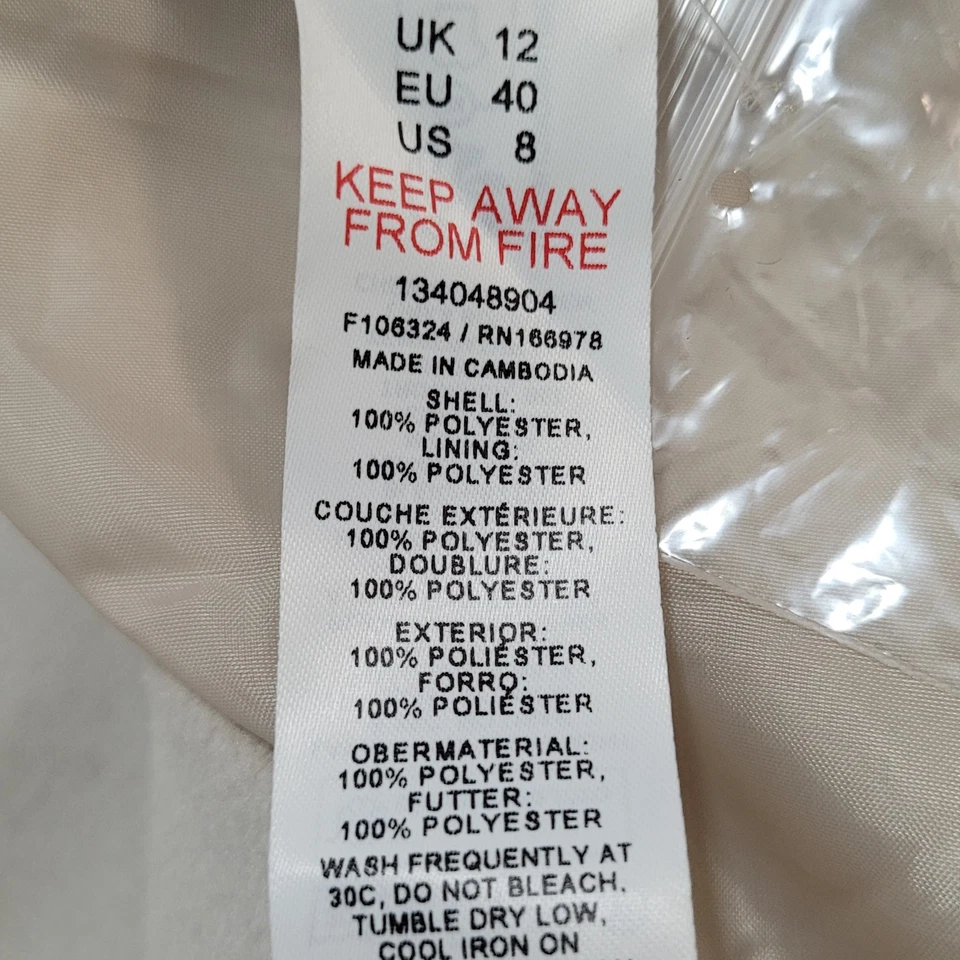 UK 12
EU 40
US 8
KEEP AWAY
FROM FIRE
134048904
F106324 / RN166978
MADE IN CAMBODIA
SHELL:
100% POLYESTER,
LINING:
100% POLYESTER
COUCHE EXTÉRIEURE:
100% POLYESTER,
DOUBLURE:
100% POLYESTER
EXTERIOR:
100% POLIÉSTER,
FORRO:
100% POLIÉSTER
OBERMATERIAL:
100% POLYESTER,
FUTTER:
100% POLYESTER
WASH FREQUENTLY AT
30C, DO NOT BLEACH.
TUMBLE DRY LOW,
COOL IRON ON